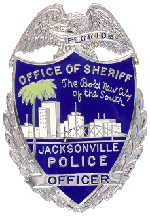 FLORIDA
OFFICE OF SHERIFF
The Bold New City
of the South
JACKSONVILLE
POLICE
OFFICER